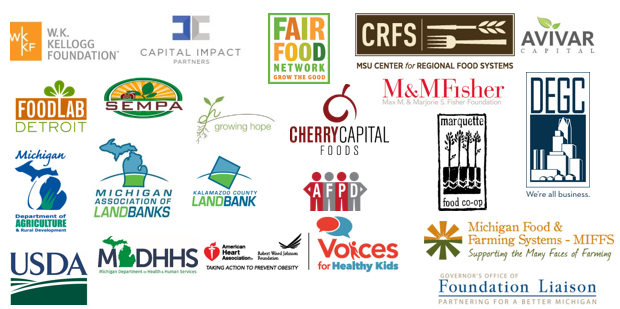 WK
KF
W.K.
KELLOGG
FOUNDATION®
CAPITAL IMPACT
PARTNERS
FAIR
FOOD
NETWORK
GROW THE GOOD
CRFS
MSU CENTER for REGIONAL FOOD SYSTEMS
AVIVAR
CAPITAL
FOODLAB
DETROIT
SEMPA
growing hope
CHERRYCAPITAL
FOODS
M&MFisher
Max M. & Marjorie S. Fisher Foundation
marquette
food co-op
DEGC
We're all business.
Michigan
Department of
AGRICULTURE
& Rural Development
MICHIGAN
ASSOCIATION OF
LANDBANKS
KALAMAZOO COUNTY
LANDBANK
AFPD
Michigan Food &
Farming Systems - MIFFS
Supporting the Many Faces of Farming
USDA
MDHHS
Michigan Department of Health & Human Services
American
Heart
Association®
Robert Wood Johnson
Foundation
TAKING ACTION TO PREVENT OBESITY
Voices
for Healthy Kids
GOVERNOR'S OFFICE OF
Foundation Liaison
PARTNERING FOR A BETTER MICHIGAN